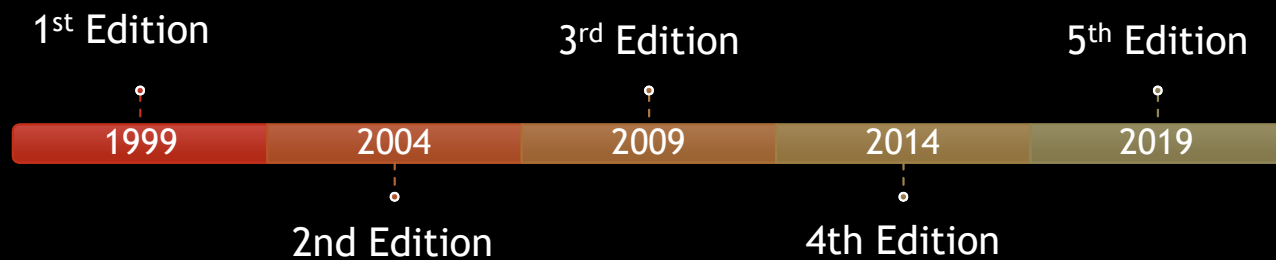 1st Edition
3rd Edition
5th Edition
1999 2004 2009 2014 2019
2nd Edition
4th Edition